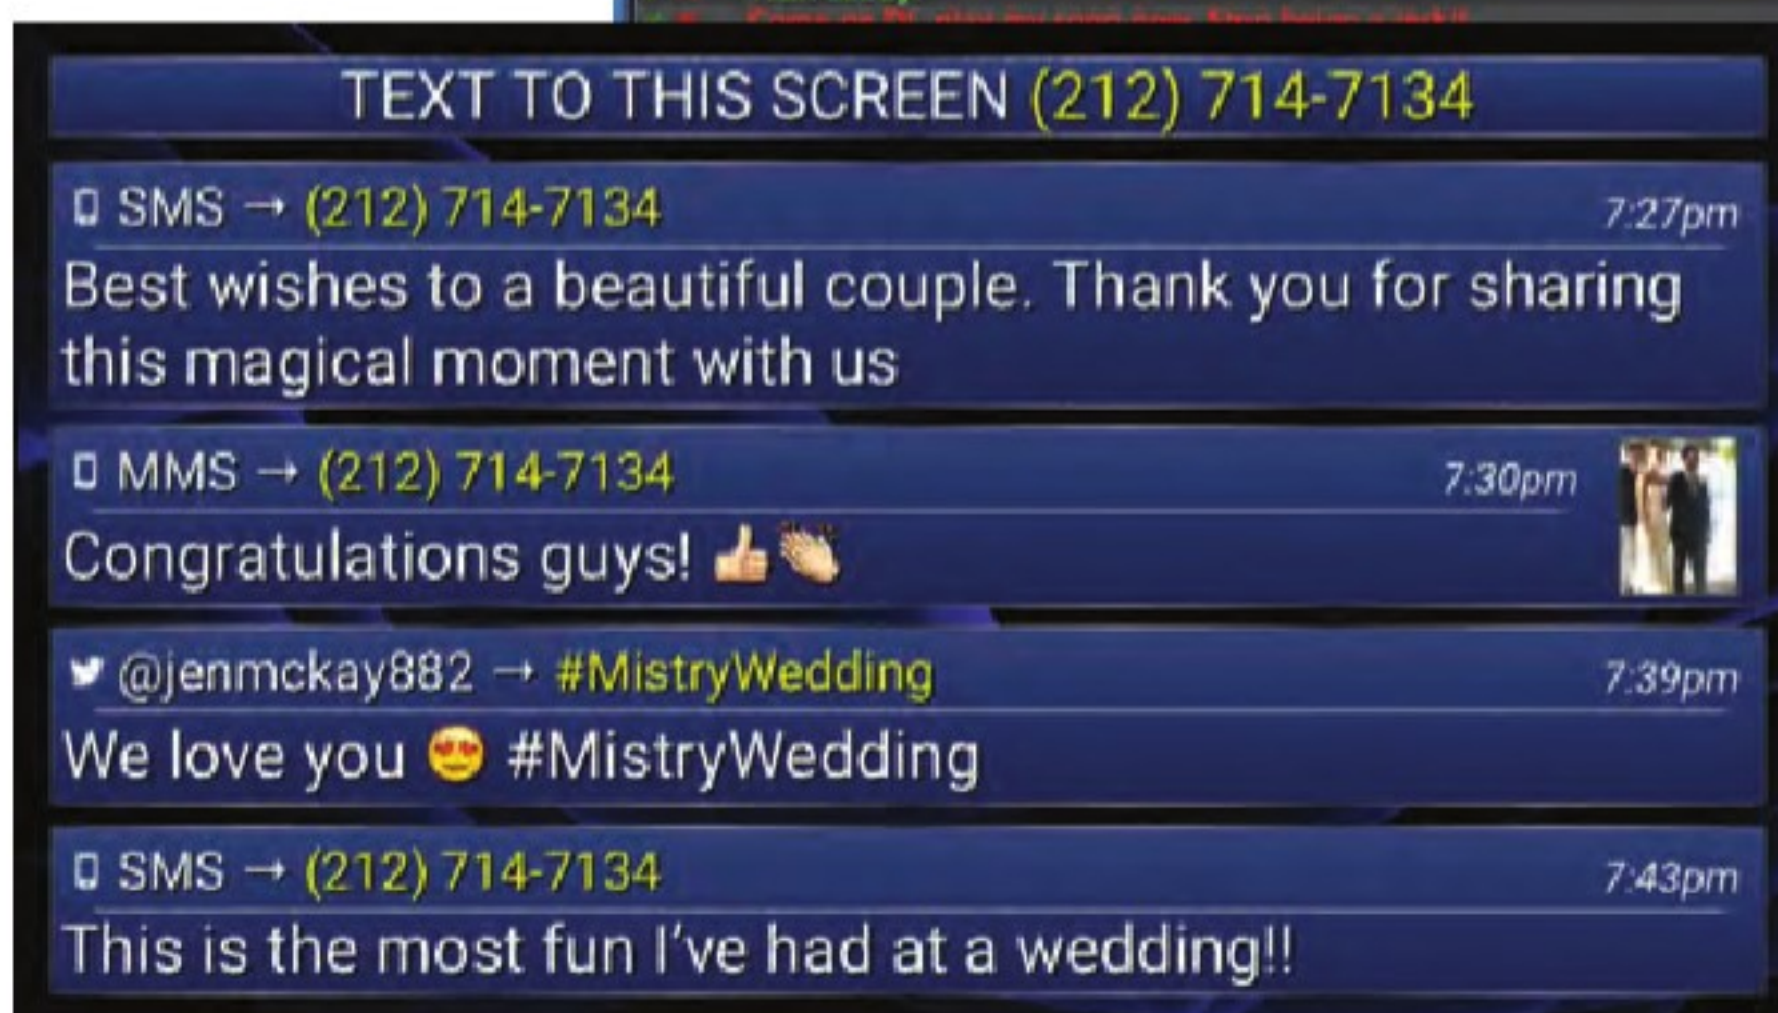 TEXT TO THIS SCREEN (212) 714-7134
SMS → (212) 714-7134 7:27pm
Best wishes to a beautiful couple. Thank you for sharing
this magical moment with us
MMS → (212) 714-7134 7:30pm
Congratulations guys! 👍👏
@jenmckay882 → #MistryWedding 7:39pm
We love you 😍 #MistryWedding
SMS → (212) 714-7134 7:43pm
This is the most fun I've had at a wedding!!